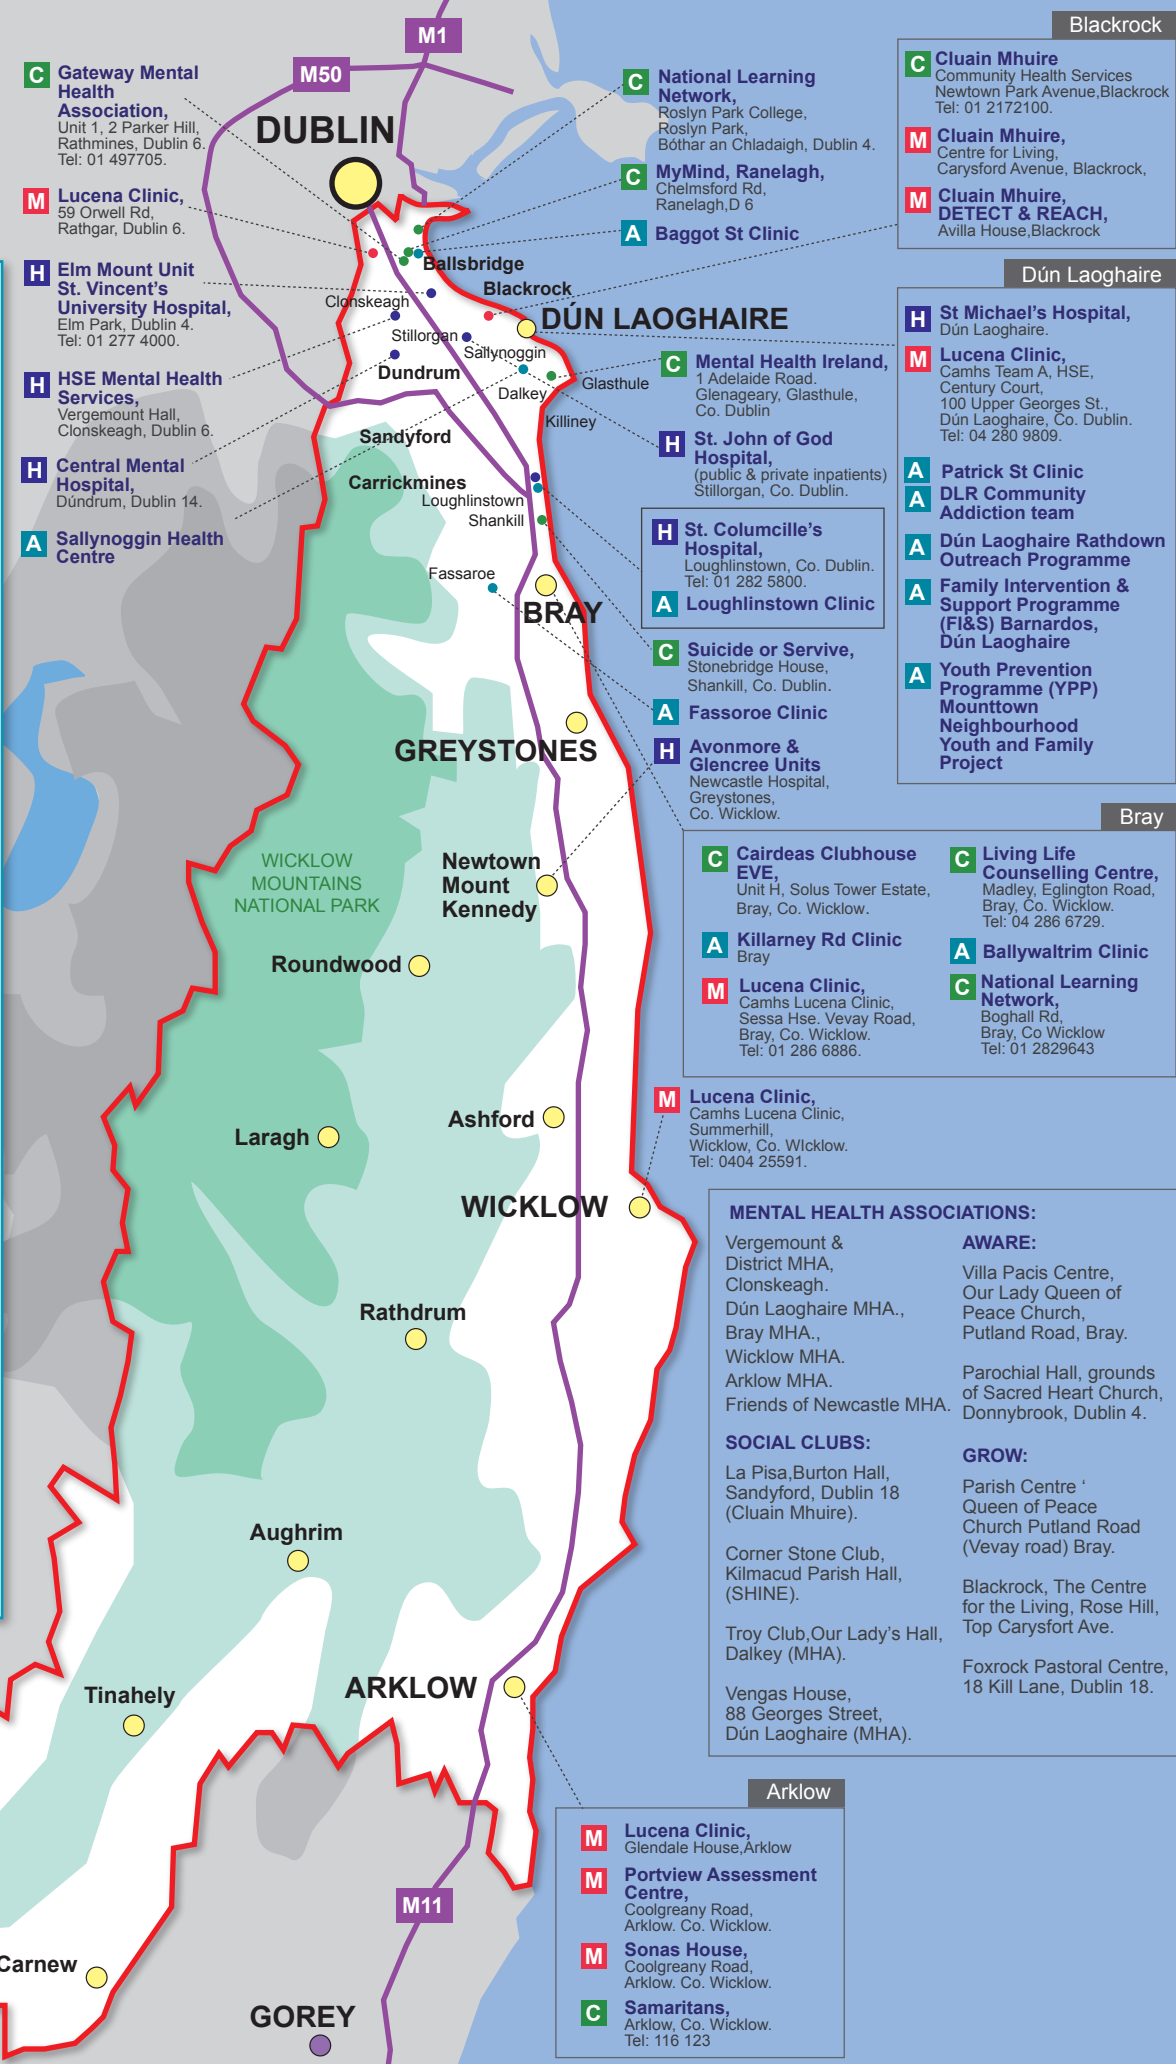 M1
M50
DUBLIN
C Gateway Mental
Health
Association,
Unit 1, 2 Parker Hill,
Rathmines, Dublin 6.
Tel: 01 497705.
M Lucena Clinic,
59 Orwell Rd,
Rathgar, Dublin 6.
H Elm Mount Unit
St. Vincent's
University Hospital,
Elm Park, Dublin 4.
Tel: 01 277 4000.
H HSE Mental Health
Services,
Vergemount Hall,
Clonskeagh, Dublin 6.
H Central Mental
Hospital,
Dúndrum, Dublin 14.
A Sallynoggin Health
Centre
C National Learning
Network,
Roslyn Park College,
Roslyn Park,
Bóthar an Chladaigh, Dublin 4.
C MyMind, Ranelagh,
Chelmsford Rd,
Ranelagh,D 6
A Baggot St Clinic
Blackrock
C Cluain Mhuire
Community Health Services
Newtown Park Avenue,Blackrock
Tel: 01 2172100.
M Cluain Mhuire,
Centre for Living,
Carysford Avenue, Blackrock,
M Cluain Mhuire,
DETECT & REACH,
Avilla House,Blackrock
Dún Laoghaire
H St Michael's Hospital,
Dún Laoghaire.
M Lucena Clinic,
Camhs Team A, HSE,
Century Court,
100 Upper Georges St.,
Dún Laoghaire, Co. Dublin.
Tel: 04 280 9809.
A Patrick St Clinic
A DLR Community
Addiction team
A Dún Laoghaire Rathdown
Outreach Programme
A Family Intervention &
Support Programme
(FI&S) Barnardos,
Dún Laoghaire
A Youth Prevention
Programme (YPP)
Mounttown
Neighbourhood
Youth and Family
Project
Ballsbridge
Blackrock
Clonskeagh
DÚN LAOGHAIRE
Stillorgan
Sallynoggin
Dundrum
Glasthule
Dalkey
Killiney
Sandyford
Carrickmines
Loughlinstown
Shankill
Fassaroe
BRAY
GREYSTONES
C Mental Health Ireland,
1 Adelaide Road.
Glenageary, Glasthule,
Co. Dublin
H St. John of God
Hospital,
(public & private inpatients)
Stillorgan, Co. Dublin.
H St. Columcille's
Hospital,
Loughlinstown, Co. Dublin.
Tel: 01 282 5800.
A Loughlinstown Clinic
C Suicide or Servive,
Stonebridge House,
Shankill, Co. Dublin.
A Fassoroe Clinic
H Avonmore &
Glencree Units
Newcastle Hospital,
Greystones,
Co. Wicklow.
Bray
C Cairdeas Clubhouse
EVE,
Unit H, Solus Tower Estate,
Bray, Co. Wicklow.
A Killarney Rd Clinic
Bray
M Lucena Clinic,
Camhs Lucena Clinic,
Sessa Hse. Vevay Road,
Bray, Co. Wicklow.
Tel: 01 286 6886.
C Living Life
Counselling Centre,
Madley, Eglington Road,
Bray, Co. Wicklow.
Tel: 04 286 6729.
A Ballywaltrim Clinic
C National Learning
Network,
Boghall Rd,
Bray, Co Wicklow
Tel: 01 2829643
WICKLOW
MOUNTAINS
NATIONAL PARK
Newtown
Mount
Kennedy
Roundwood
Laragh
Ashford
WICKLOW
Rathdrum
Aughrim
Tinahely
ARKLOW
Carnew
M11
GOREY
M Lucena Clinic,
Camhs Lucena Clinic,
Summerhill,
Wicklow, Co. WIcklow.
Tel: 0404 25591.
MENTAL HEALTH ASSOCIATIONS:
Vergemount &
District MHA,
Clonskeagh.
Dún Laoghaire MHA.,
Bray MHA.,
Wicklow MHA.
Arklow MHA.
Friends of Newcastle MHA.
SOCIAL CLUBS:
La Pisa,Burton Hall,
Sandyford, Dublin 18
(Cluain Mhuire).
Corner Stone Club,
Kilmacud Parish Hall,
(SHINE).
Troy Club,Our Lady's Hall,
Dalkey (MHA).
Vengas House,
88 Georges Street,
Dún Laoghaire (MHA).
AWARE:
Villa Pacis Centre,
Our Lady Queen of
Peace Church,
Putland Road, Bray.
Parochial Hall, grounds
of Sacred Heart Church,
Donnybrook, Dublin 4.
GROW:
Parish Centre '
Queen of Peace
Church Putland Road
(Vevay road) Bray.
Blackrock, The Centre
for the Living, Rose Hill,
Top Carysfort Ave.
Foxrock Pastoral Centre,
18 Kill Lane, Dublin 18.
Arklow
M Lucena Clinic,
Glendale House,Arklow
M Portview Assessment
Centre,
Coolgreany Road,
Arklow. Co. Wicklow.
M Sonas House,
Coolgreany Road,
Arklow. Co. Wicklow.
C Samaritans,
Arklow, Co. Wicklow.
Tel: 116 123